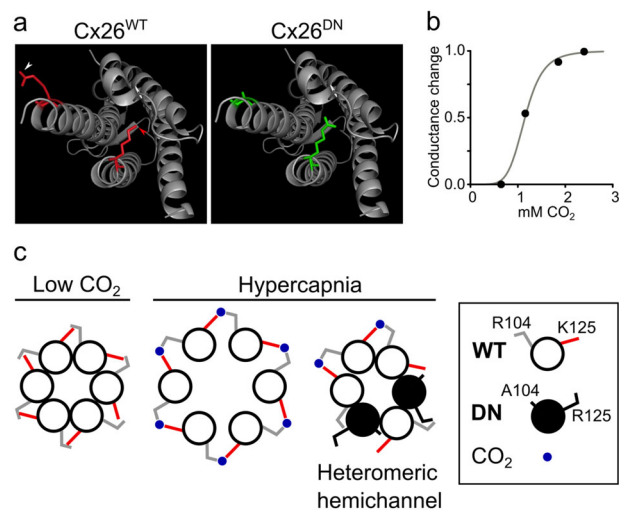 a
Cx26WT
Cx26DN
b
Conductance change
1.0
0.5
0.0
0 1 2 3
mM CO2
c
Low CO2
Hypercapnia
Heteromeric
hemichannel
R104
K125
WT
A104
DN
R125
CO2